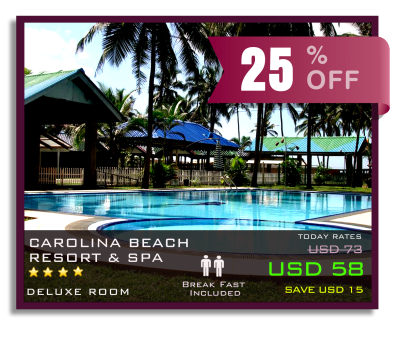 25 % OFF
CAROLINA BEACH
RESORT & SPA
DELUXE ROOM
Break Fast
Included
TODAY RATES
USD 73
USD 58
SAVE USD 15